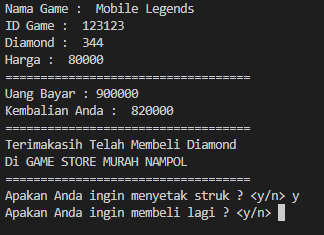 Nama Game :  Mobile Legends
ID Game :  123123
Diamond :  344
Harga :  80000
===================================
Uang Bayar : 900000
Kembalian Anda :  820000
===================================
Terimakasih Telah Membeli Diamond
Di GAME STORE MURAH NAMPOL
===================================
Apakan Anda ingin menyetak struk ? <y/n> y
Apakan Anda ingin membeli lagi ? <y/n>